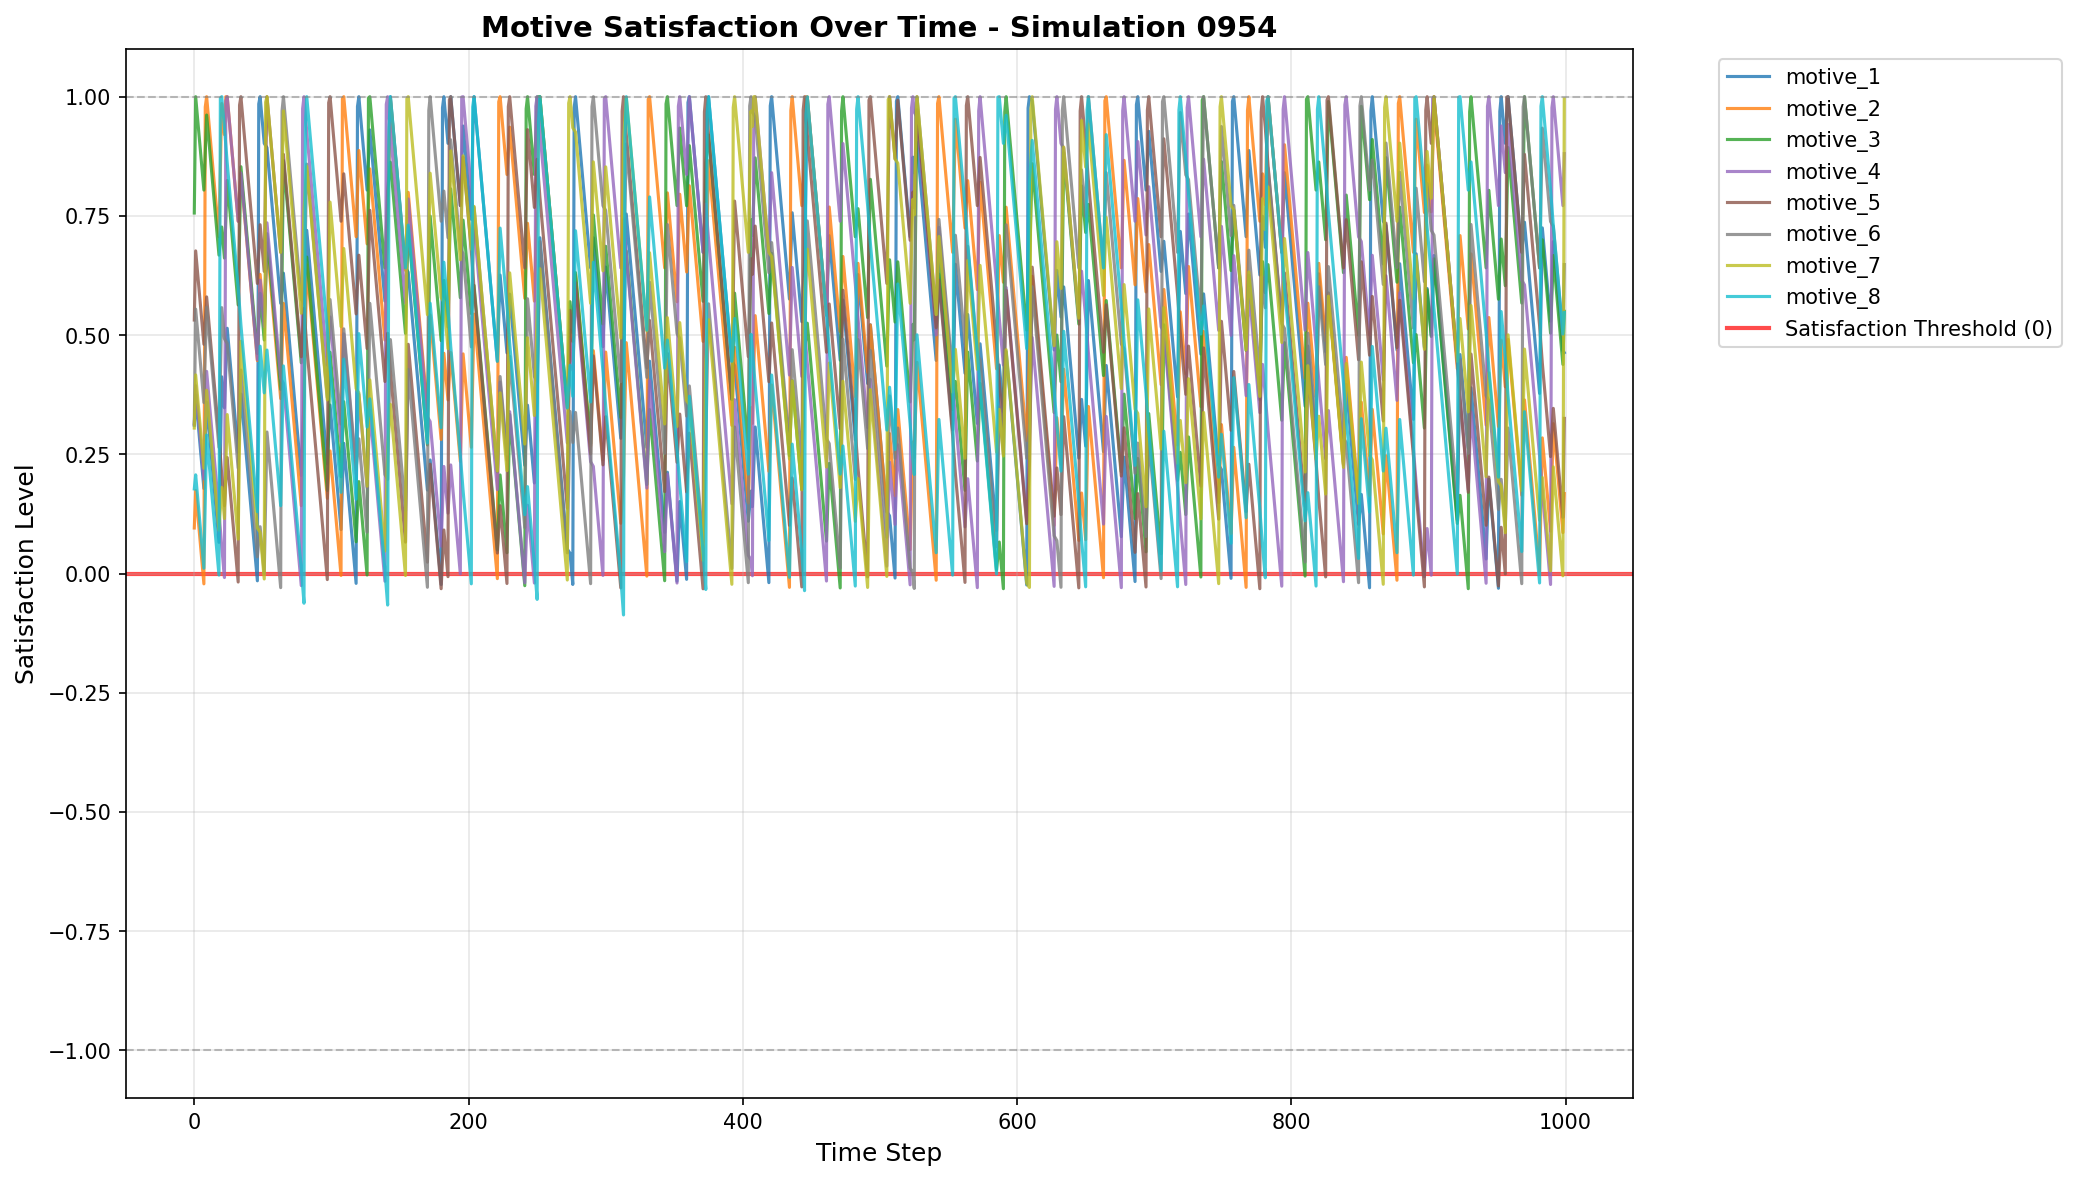 Motive Satisfaction Over Time - Simulation 0954
1.00
0.75
0.50
0.25
0.00
−0.25
−0.50
−0.75
−1.00
Satisfaction Level
0
200
400
600
800
1000
Time Step
motive_1
motive_2
motive_3
motive_4
motive_5
motive_6
motive_7
motive_8
Satisfaction Threshold (0)